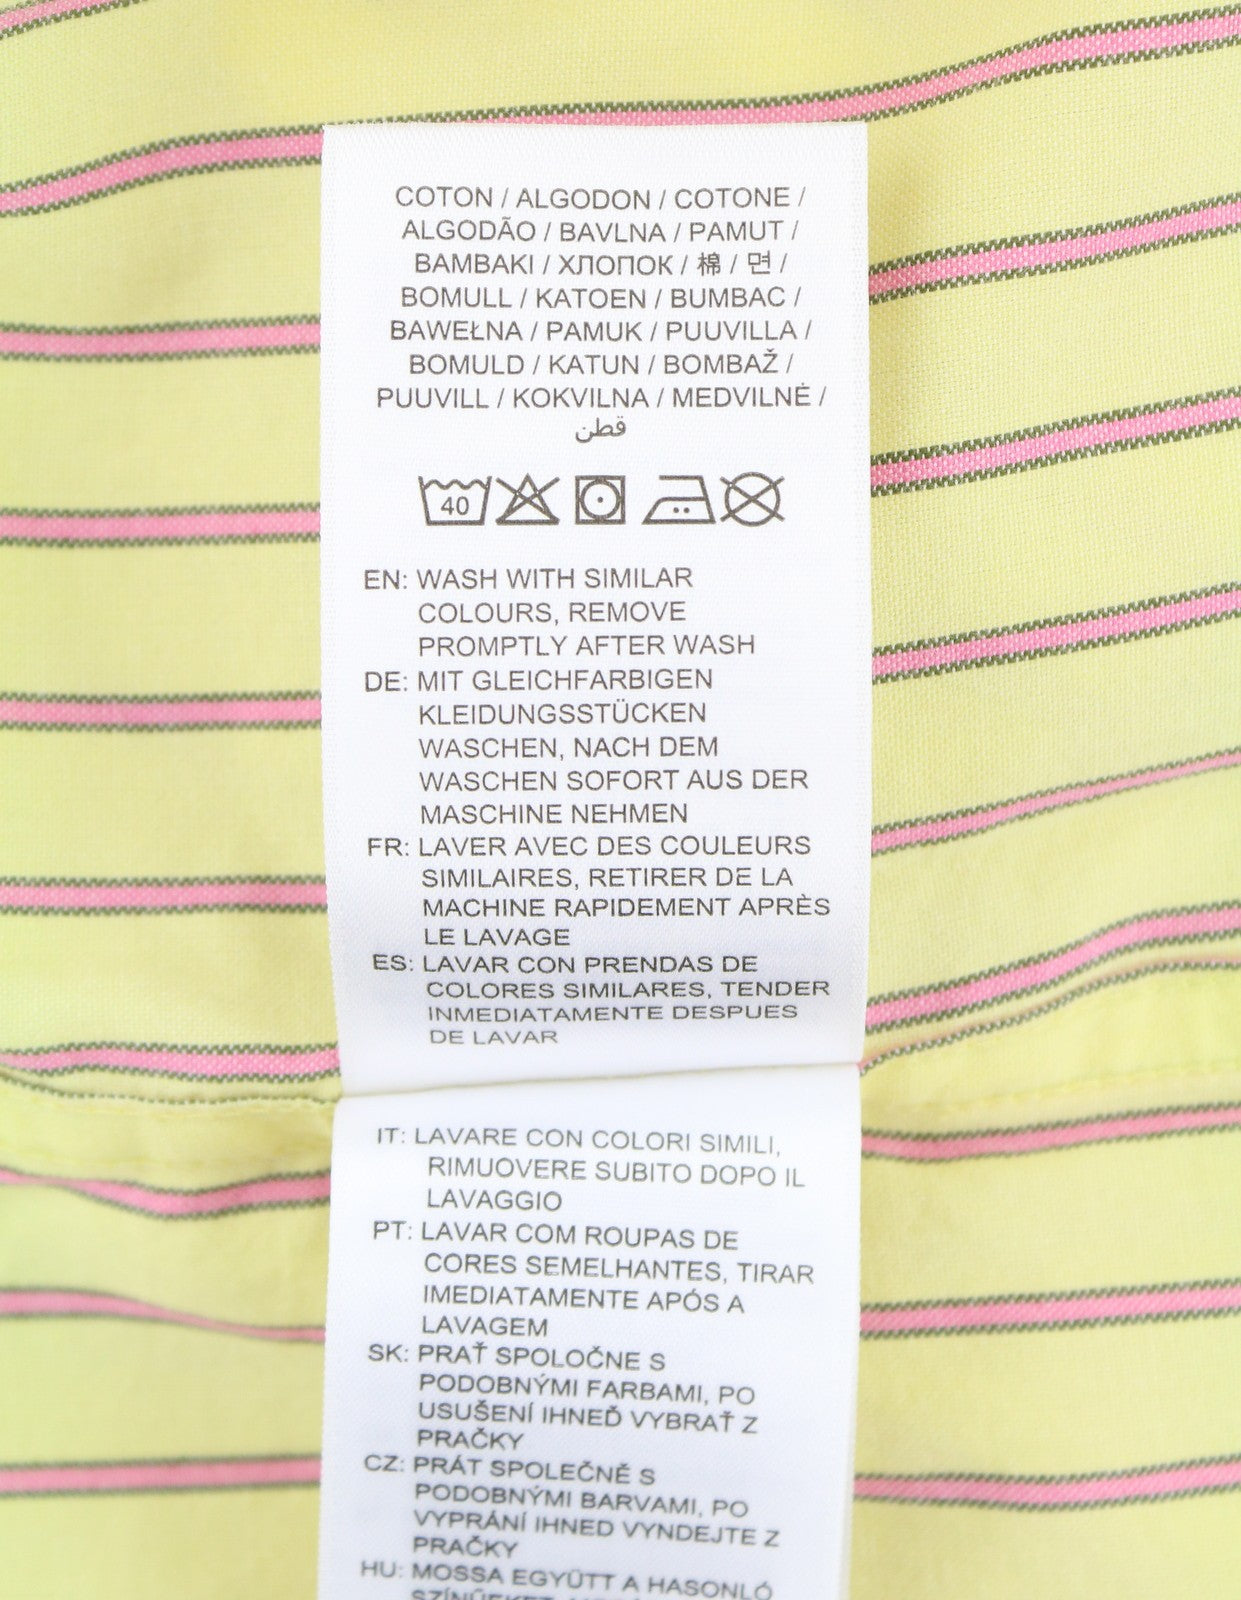 COTON / ALGODON / COTONE /
ALGODÃO / BAVLNA / PAMUT /
BAMBAKI / ХЛОПОК / 棉 / 면 /
BOMULL / KATOEN / BUMBAC /
BAWEŁNA / PAMUK / PUUVILLA /
BOMULD / KATUN / BOMBAŽ /
PUUVILL / KOKVILNA / MEDVILNĖ /
قطن
40
EN: WASH WITH SIMILAR
COLOURS, REMOVE
PROMPTLY AFTER WASH
DE: MIT GLEICHFARBIGEN
KLEIDUNGSSTÜCKEN
WASCHEN, NACH DEM
WASCHEN SOFORT AUS DER
MASCHINE NEHMEN
FR: LAVER AVEC DES COULEURS
SIMILAIRES, RETIRER DE LA
MACHINE RAPIDEMENT APRÈS
LE LAVAGE
ES: LAVAR CON PRENDAS DE
COLORES SIMILARES, TENDER
INMEDIATAMENTE DESPUES
DE LAVAR
IT: LAVARE CON COLORI SIMILI,
RIMUOVERE SUBITO DOPO IL
LAVAGGIO
PT: LAVAR COM ROUPAS DE
CORES SEMELHANTES, TIRAR
IMEDIATAMENTE APÓS A
LAVAGEM
SK: PRAŤ SPOLOČNE S
PODOBNÝMI FARBAMI, PO
USUŠENÍ IHNEĎ VYBRAŤ Z
PRAČKY
CZ: PRÁT SPOLEČNĚ S
PODOBNÝMI BARVAMI, PO
VYPRÁNÍ IHNED VYNDEJTE Z
PRAČKY
HU: MOSSA EGYÜTT A HASONLÓ